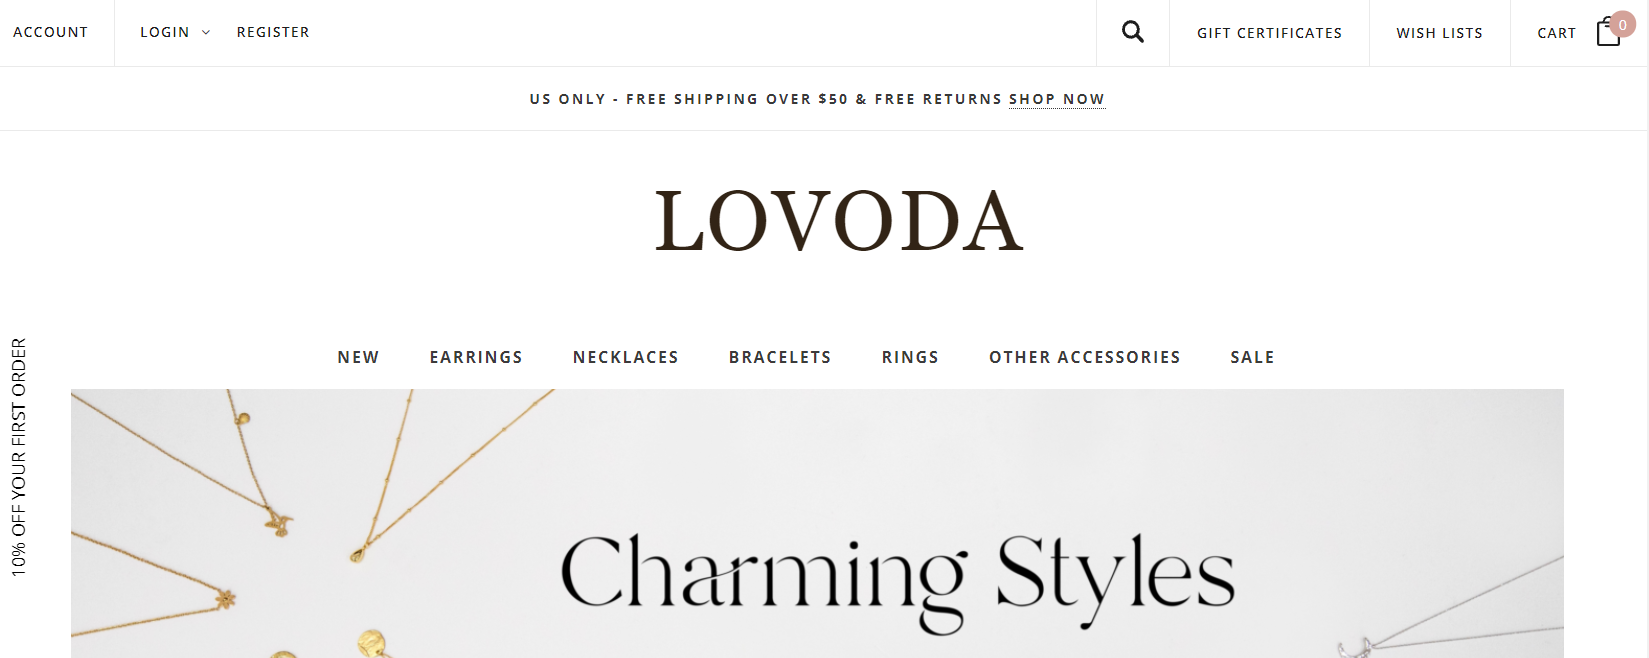 ACCOUNT
LOGIN
REGISTER
GIFT CERTIFICATES
WISH LISTS
CART
0
US ONLY - FREE SHIPPING OVER $50 & FREE RETURNS SHOP NOW
LOVODA
NEW
EARRINGS
NECKLACES
BRACELETS
RINGS
OTHER ACCESSORIES
SALE
10% OFF YOUR FIRST ORDER
Charming Styles